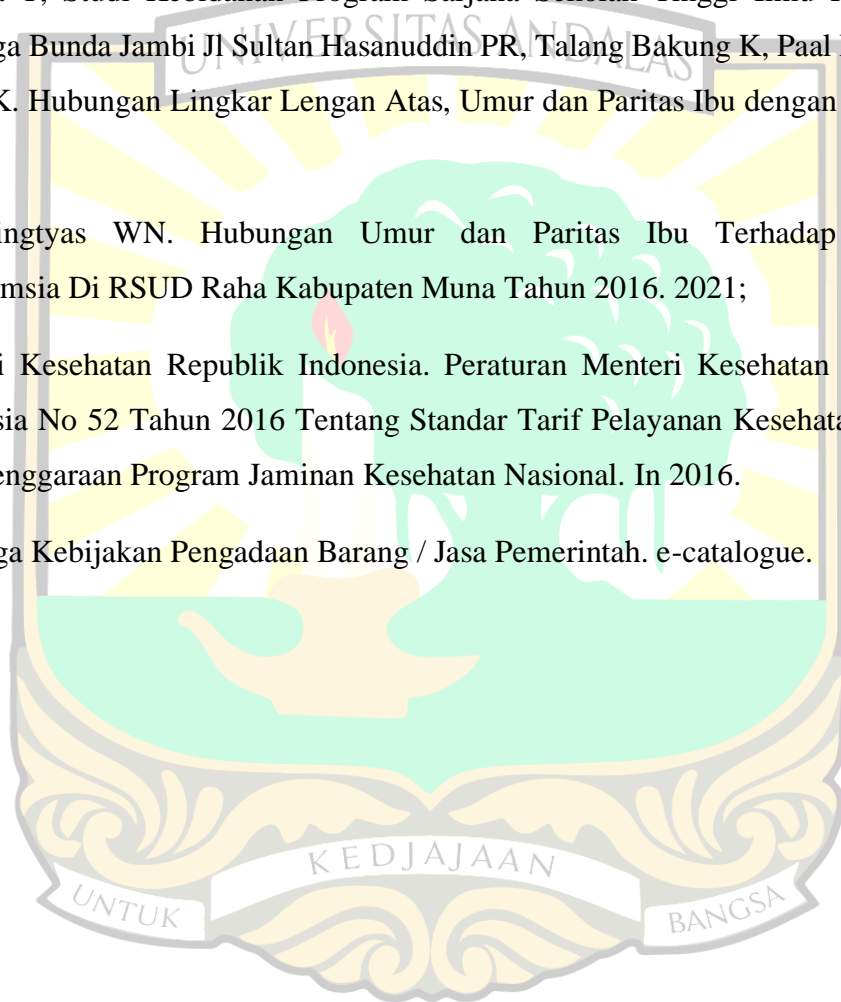 Studi Kebidanan Program Sarjana Sekolah Tinggi Ilmu
ga Bunda Jambi Jl Sultan Hasanuddin PR, Talang Bakung K, Paal
K. Hubungan Lingkar Lengan Atas, Umur dan Paritas Ibu dengan
ingtyas WN. Hubungan Umur dan Paritas Ibu Terhadap
msia Di RSUD Raha Kabupaten Muna Tahun 2016. 2021;
i Kesehatan Republik Indonesia. Peraturan Menteri Kesehatan
sia No 52 Tahun 2016 Tentang Standar Tarif Pelayanan Kesehata
enggaraan Program Jaminan Kesehatan Nasional. In 2016.
ga Kebijakan Pengadaan Barang / Jasa Pemerintah. e-catalogue.
UNIVERSITAS ANDALAS
UNTUK KEDJAJAAN BANGSA